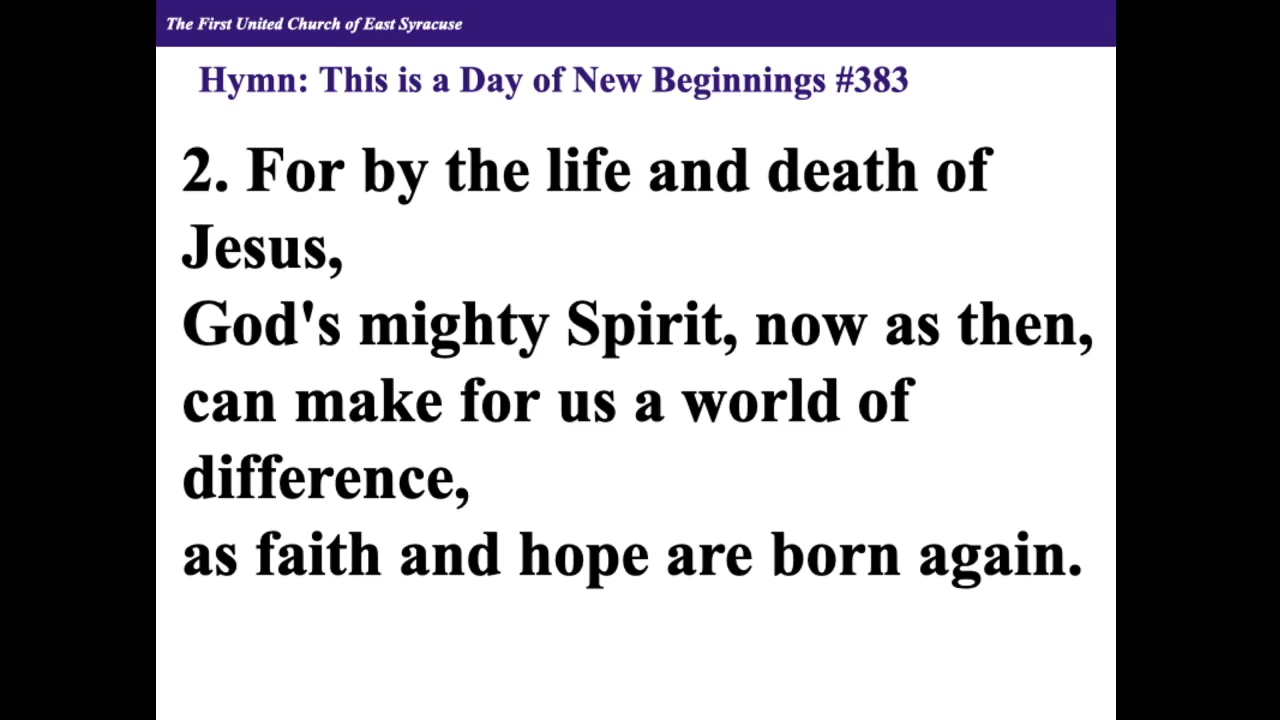 The First United Church of East Syracuse
Hymn: This is a Day of New Beginnings #383
2. For by the life and death of
Jesus,
God's mighty Spirit, now as then,
can make for us a world of
difference,
as faith and hope are born again.